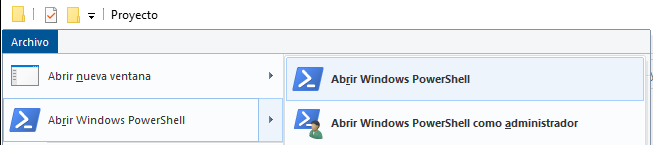 Proyecto
Archivo
Abrir nueva ventana
Abrir Windows PowerShell
Abrir Windows PowerShell
Abrir Windows PowerShell como administrador